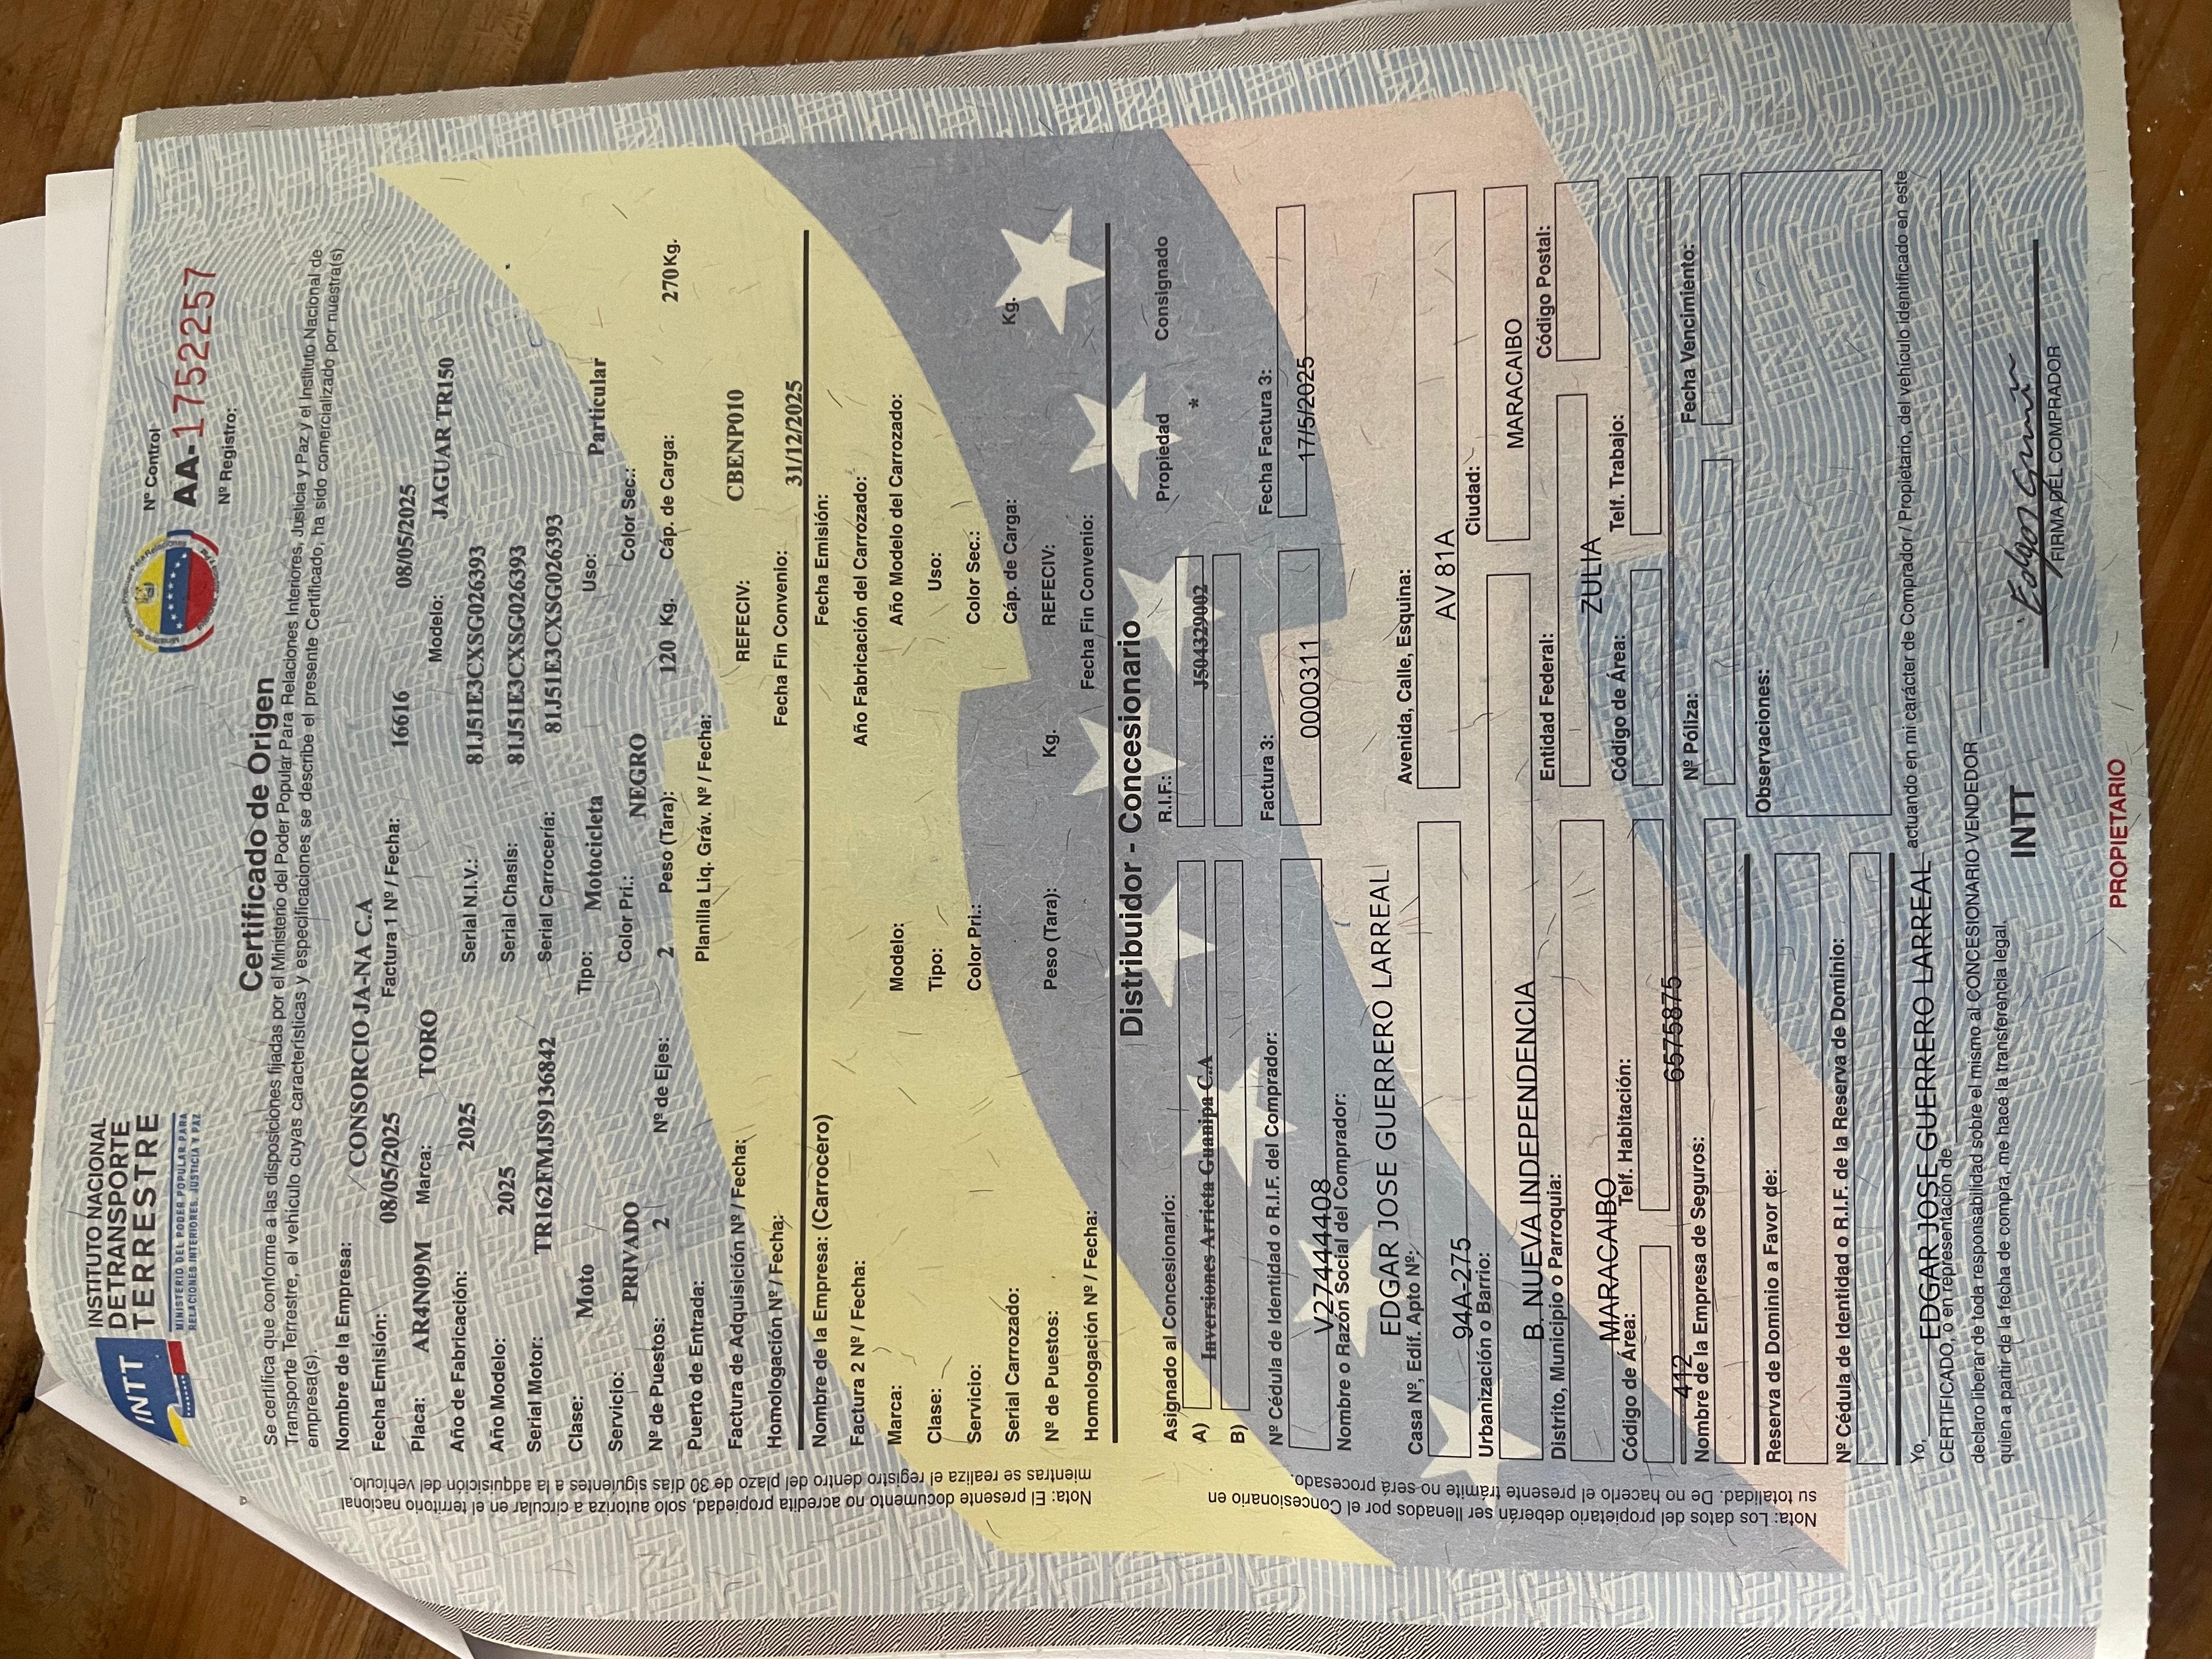 INTT
INSTITUTO NACIONAL
DETRANSPORTE
TERRESTRE
MINISTERIO DEL PODER POPULAR PARA
RELACIONES INTERIORES, JUSTICIA Y PAZ
Nº Control
AA-1752257
Nº Registro:
Certificado de Origen
Se certifica que conforme a las disposiciones fijadas por el Ministerio del Poder Popular Para Relaciones Interiores, Justicia y Paz y el Instituto Nacional de
Transporte Terrestre, el vehículo cuyas características y especificaciones se describe el presente Certificado, ha sido comercializado por nuestra(s)
empresa(s).
Nombre de la Empresa: CONSORCIO JA-NA C.A
Fecha Emisión: 08/05/2025 Factura 1 Nº / Fecha: 16616 08/05/2025
Placa: AR4N09M Marca: TORO Modelo: JAGUAR TR150
Año de Fabricación: 2025 Serial N.I.V.: 81J51E3CXSG026393
Año Modelo: 2025 Serial Chasis: 81J51E3CXSG026393
Serial Motor: TR162FMJS9136842 Serial Carrocería: 81J51E3CXSG026393
Clase: Moto Tipo: Motocicleta Uso: Particular
Servicio: PRIVADO Color Pri.: NEGRO Color Sec.:
Nº de Puestos: 2 Nº de Ejes: 2 Peso (Tara): 120 Kg. Cáp. de Carga: 270Kg.
Puerto de Entrada: Planilla Liq. Gráv. Nº / Fecha:
Factura de Adquisición Nº / Fecha: REFECIV: CBENP010
Homologación Nº / Fecha: Fecha Fin Convenio: 31/12/2025
Nombre de la Empresa: (Carrocero) Fecha Emisión:
Factura 2 Nº / Fecha: Año Fabricación del Carrozado:
Marca: Modelo: Año Modelo del Carrozado:
Clase: Tipo: Uso:
Servicio: Color Pri.: Color Sec.:
Serial Carrozado: Cáp. de Carga: Kg.
Nº de Puestos: Peso (Tara): Kg. REFECIV:
Homologación Nº / Fecha: Fecha Fin Convenio:
Distribuidor - Concesionario
Asignado al Concesionario: R.I.F.: Propiedad Consignado
A) Inversiones Arrieta Guanipa C.A J504329002 *
B)
Nº Cédula de Identidad o R.I.F. del Comprador: Factura 3: Fecha Factura 3:
V27444408 0000311 17/5/2025
Nombre o Razón Social del Comprador:
EDGAR JOSE GUERRERO LARREAL
Casa Nº, Edif. Apto Nº: Avenida, Calle, Esquina:
94A-275 AV 81A
Urbanización o Barrio: Ciudad:
B. NUEVA INDEPENDENCIA MARACAIBO
Distrito, Municipio o Parroquia: Entidad Federal: Código Postal:
MARACAIBO ZULIA
Código de Área: Telf. Habitación: Código de Área: Telf. Trabajo:
412 6575875
Nombre de la Empresa de Seguros: Nº Póliza: Fecha Vencimiento:
Reserva de Dominio a Favor de: Observaciones:
Nº Cédula de Identidad o R.I.F. de la Reserva de Dominio:
Yo, EDGAR JOSE GUERRERO LARREAL actuando en mi carácter de Comprador / Propietario, del vehículo identificado en este
CERTIFICADO, o en representación de
declaro liberar de toda responsabilidad sobre el mismo al CONCESIONARIO VENDEDOR
quien a partir de la fecha de compra, me hace la transferencia legal.
INTT
Edgar
FIRMA DEL COMPRADOR
PROPIETARIO
Nota: El presente documento no acredita propiedad, solo autoriza a circular en el territorio nacional
mientras se realiza el registro dentro del plazo de 30 días siguientes a la adquisición del vehículo.
Nota: Los datos del propietario deberán ser llenados por el Concesionario en
su totalidad. De no hacerlo el presente trámite no será procesado.